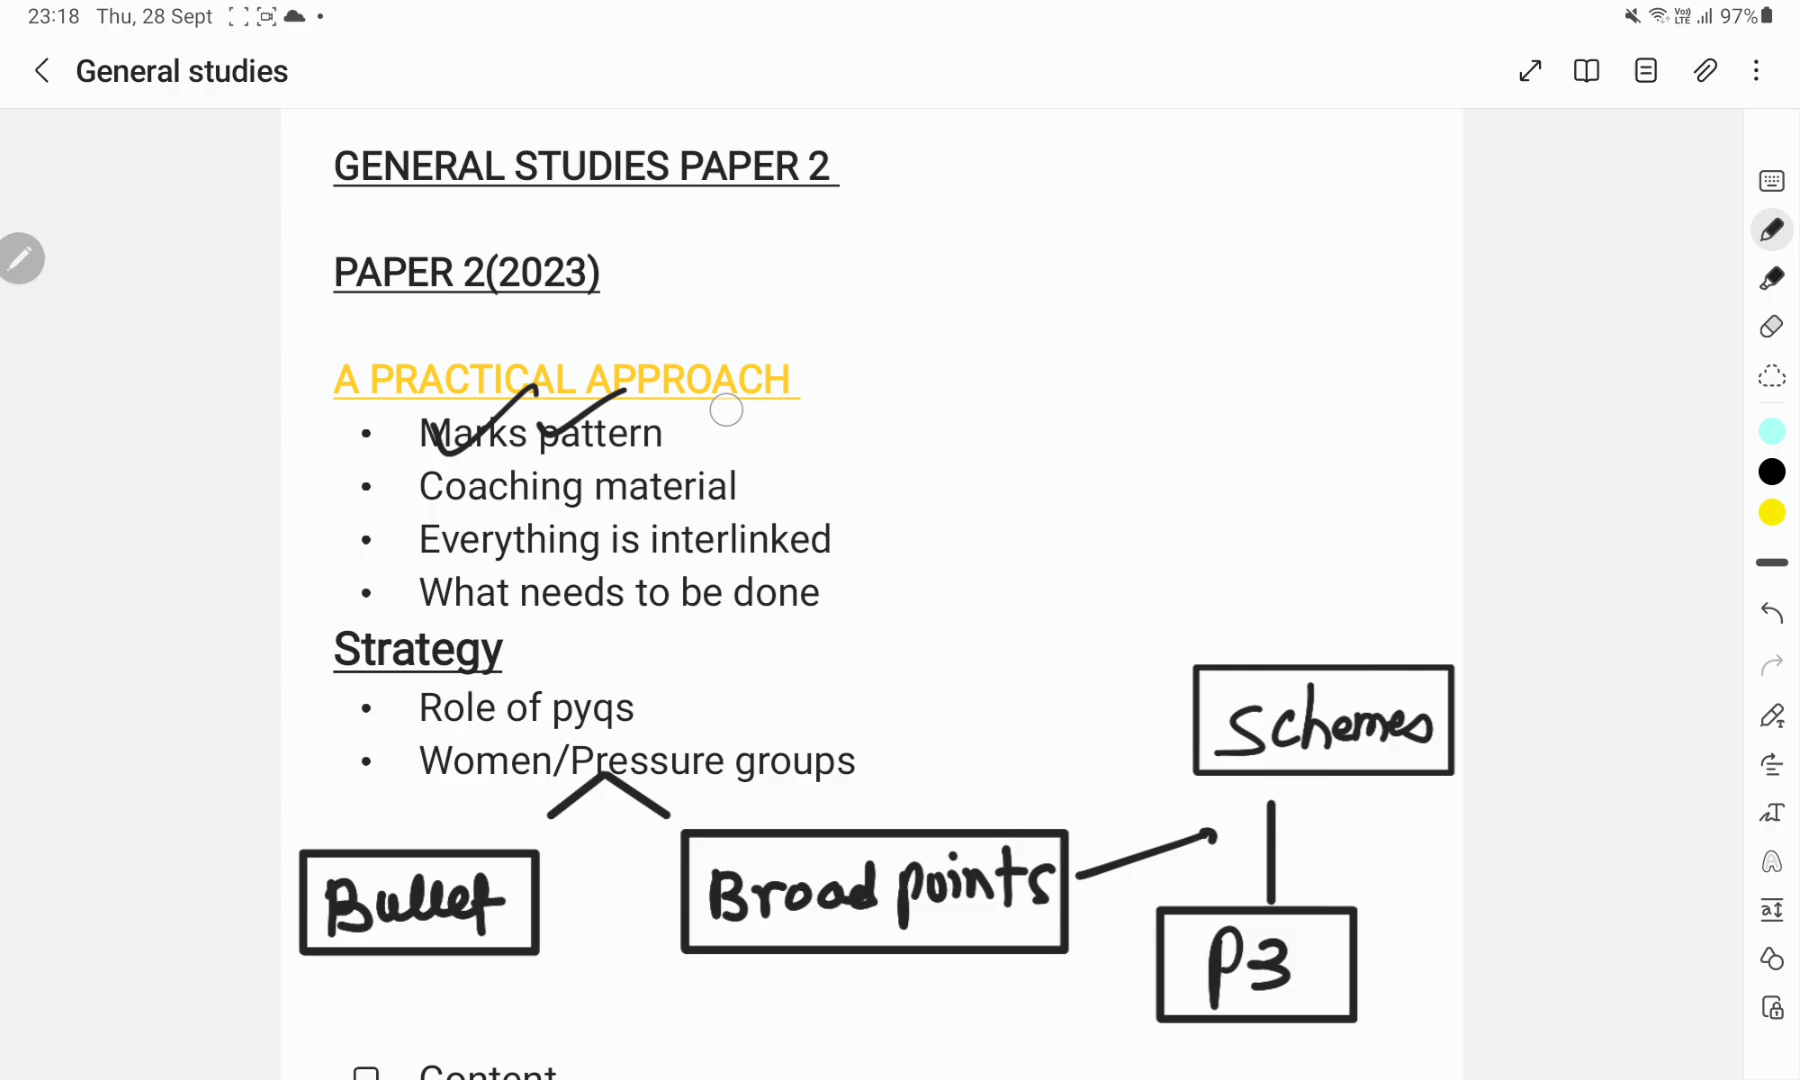 23:18 Thu, 28 Sept
Vo)) LTE 97%
General studies
GENERAL STUDIES PAPER 2
PAPER 2(2023)
A PRACTICAL APPROACH
• Marks pattern
• Coaching material
• Everything is interlinked
• What needs to be done
Strategy
• Role of pyqs
• Women/Pressure groups
Schemes
Bullet
Broad points
P3
Content